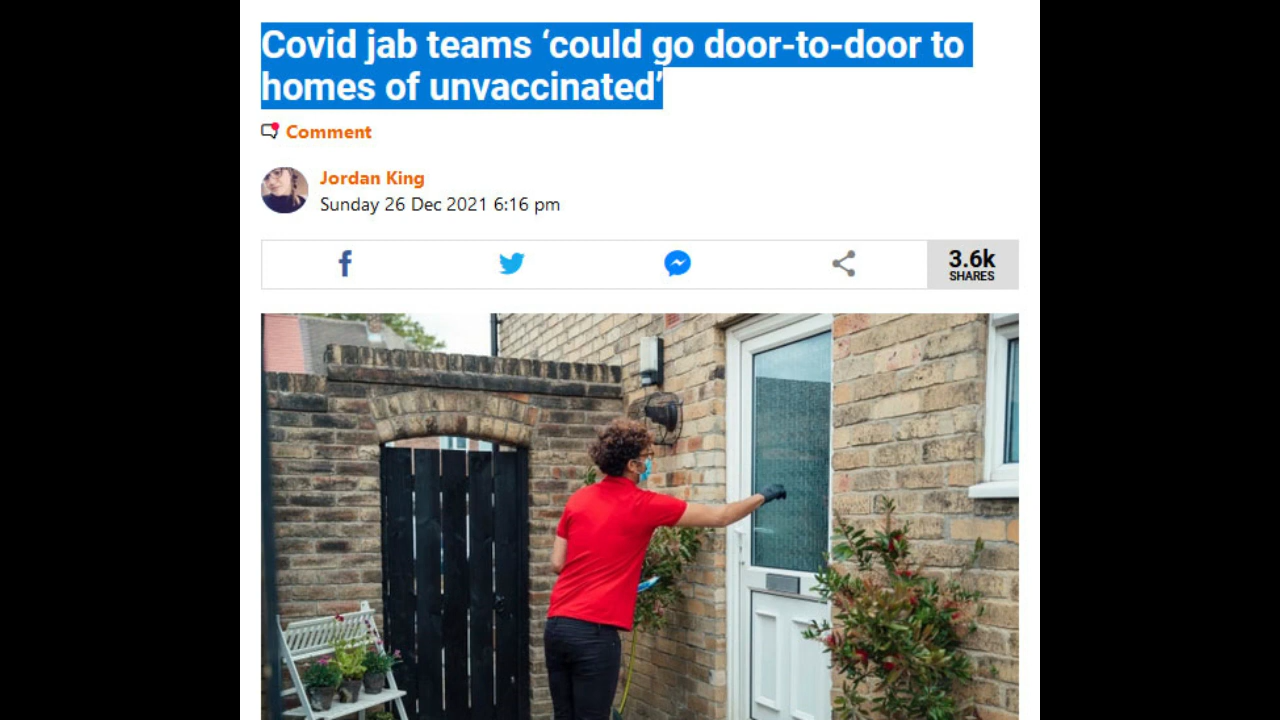 Covid jab teams ‘could go door-to-door to
homes of unvaccinated’
Comment
Jordan King
Sunday 26 Dec 2021 6:16 pm
3.6k
SHARES